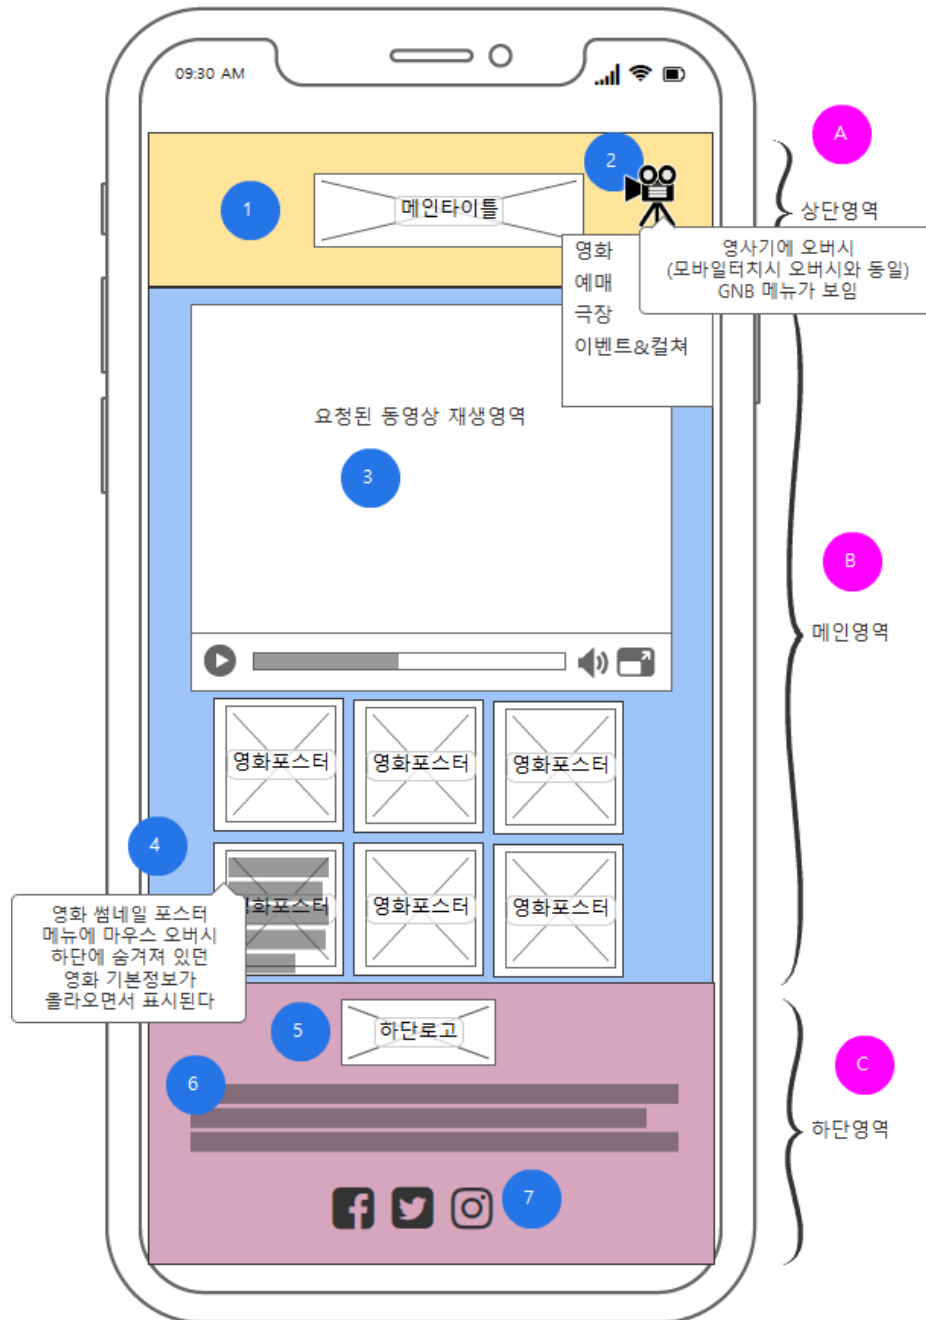 09:30 AM
A
2
1
메인타이틀
상단영역
영사기에 오버시
(모바일터치시 오버시와 동일)
GNB 메뉴가 보임
영화
예매
극장
이벤트&컬쳐
요청된 동영상 재생영역
3
B
메인영역
영화포스터
영화포스터
영화포스터
4
영화포스터
영화포스터
영화포스터
영화 썸네일 포스터
메뉴에 마우스 오버시
하단에 숨겨져 있던
영화 기본정보가
올라오면서 표시된다
5
하단로고
C
6
하단영역
7